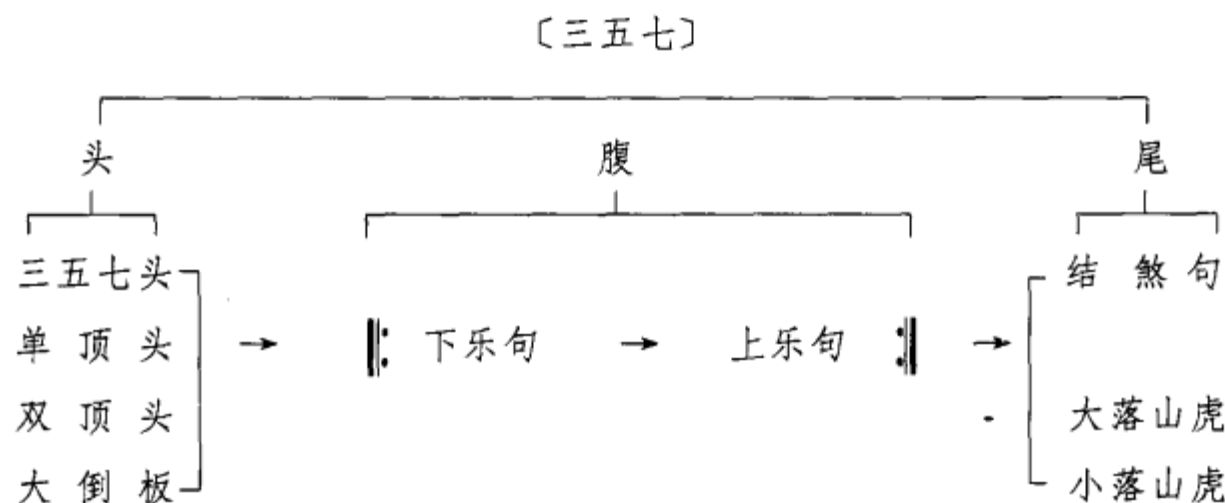 〔三五七〕
头 腹 尾
三五七头 结煞句
单顶头 → 下乐句 → 上乐句 →
双顶头 大落山虎
大倒板 小落山虎